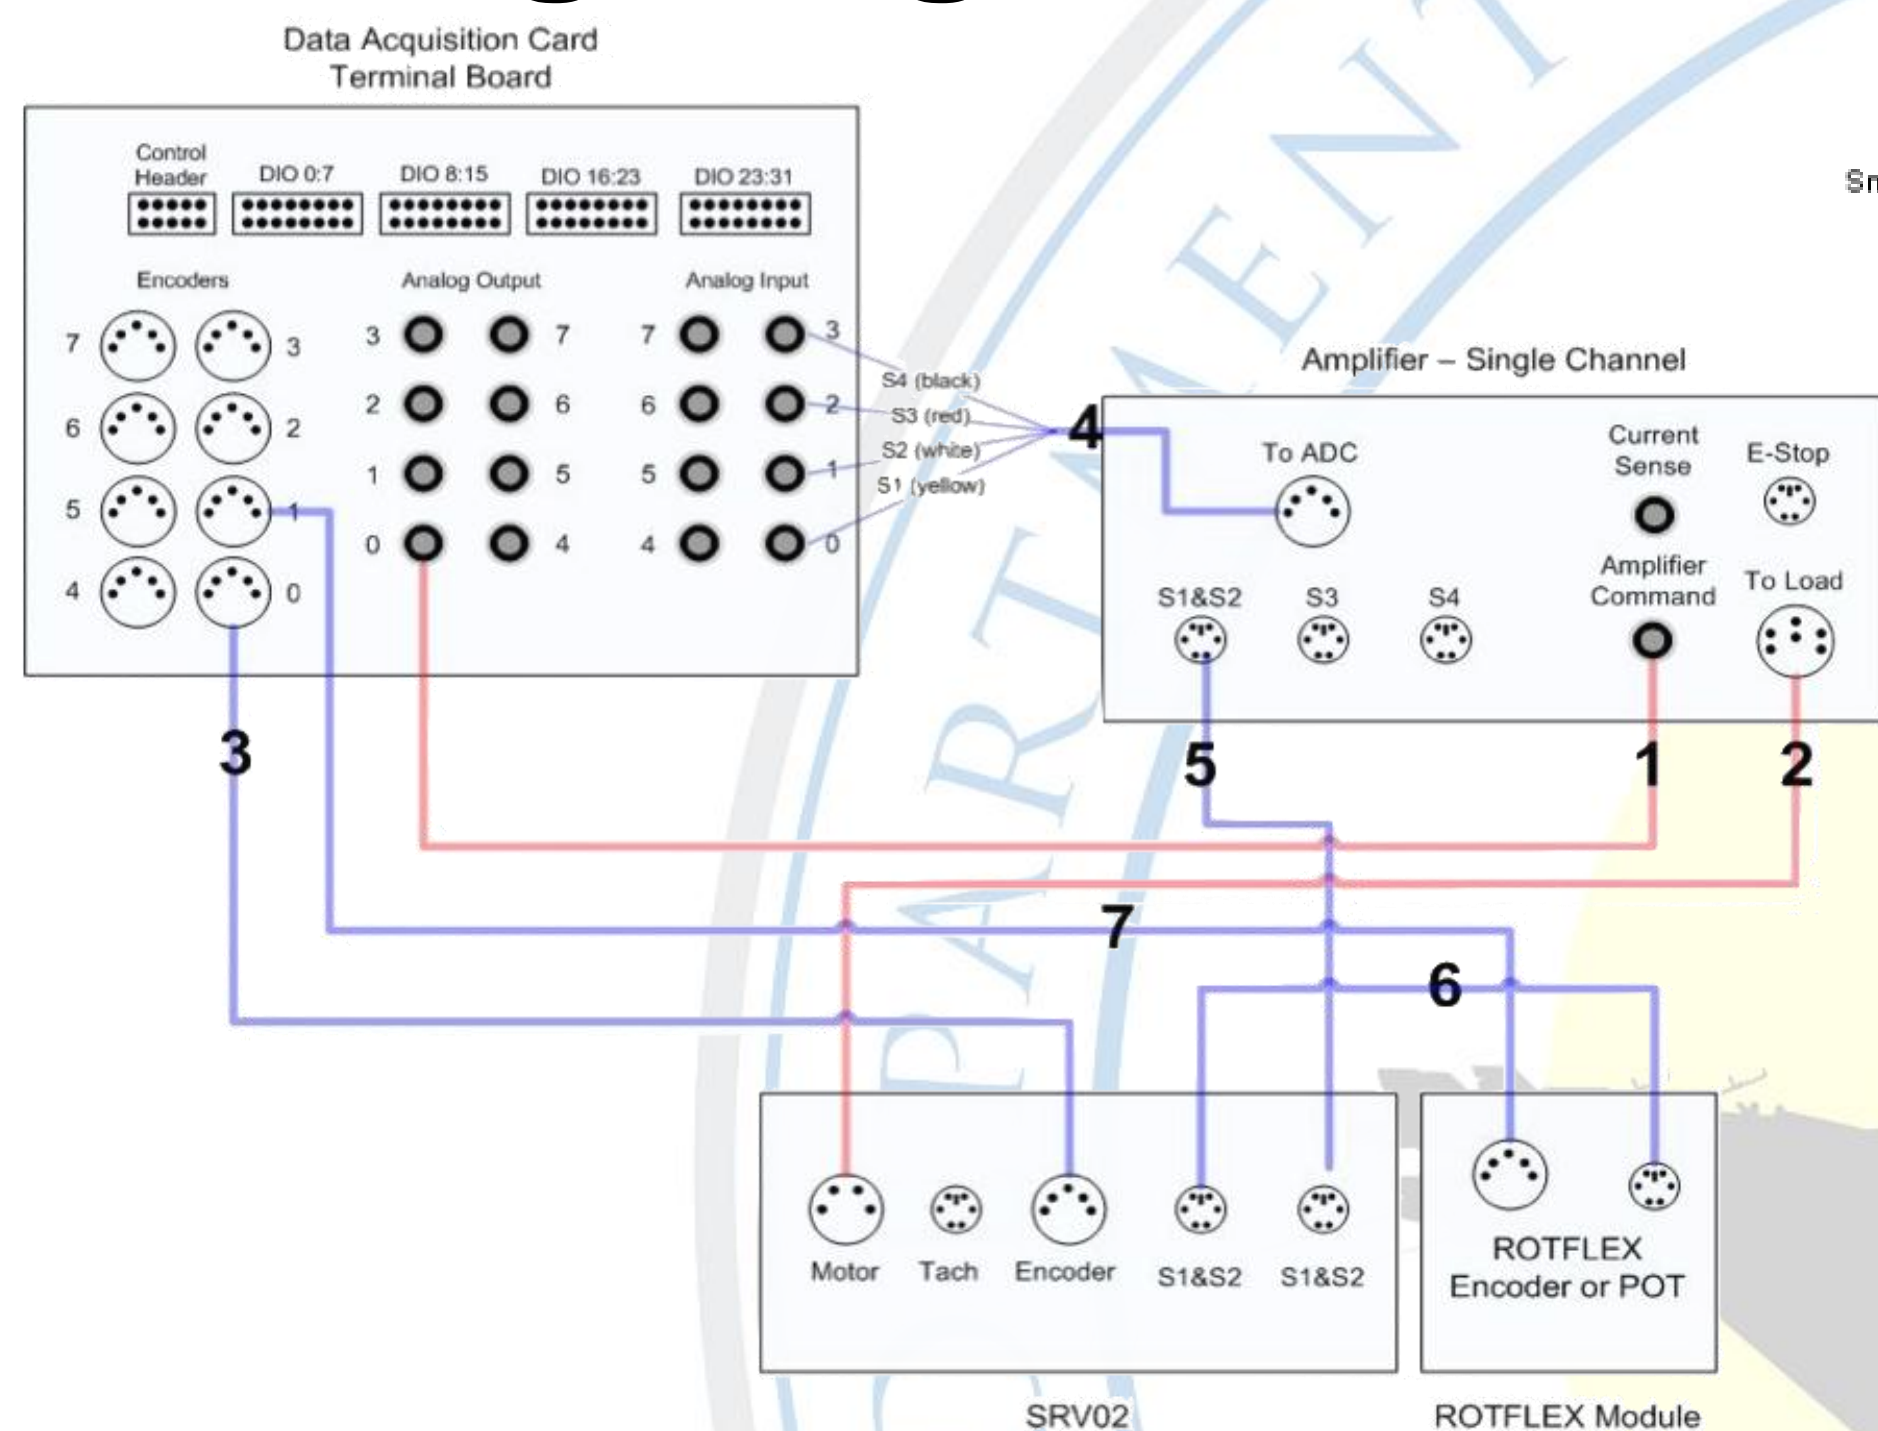 Data Acquisition Card
Terminal Board
Control
Header
DIO 0:7
DIO 8:15
DIO 16:23
DIO 23:31
Encoders
Analog Output
Analog Input
7
3
3
7
7
3
6
2
2
6
6
2
5
1
1
5
5
1
4
0
0
4
4
0
S4 (black)
S3 (red)
S2 (white)
S1 (yellow)
4
Amplifier – Single Channel
To ADC
Current
Sense
E-Stop
S1&S2
S3
S4
Amplifier
Command
To Load
3
5
1
2
7
6
Motor
Tach
Encoder
S1&S2
S1&S2
ROTFLEX
Encoder or POT
SRV02
ROTFLEX Module
PARTMENT